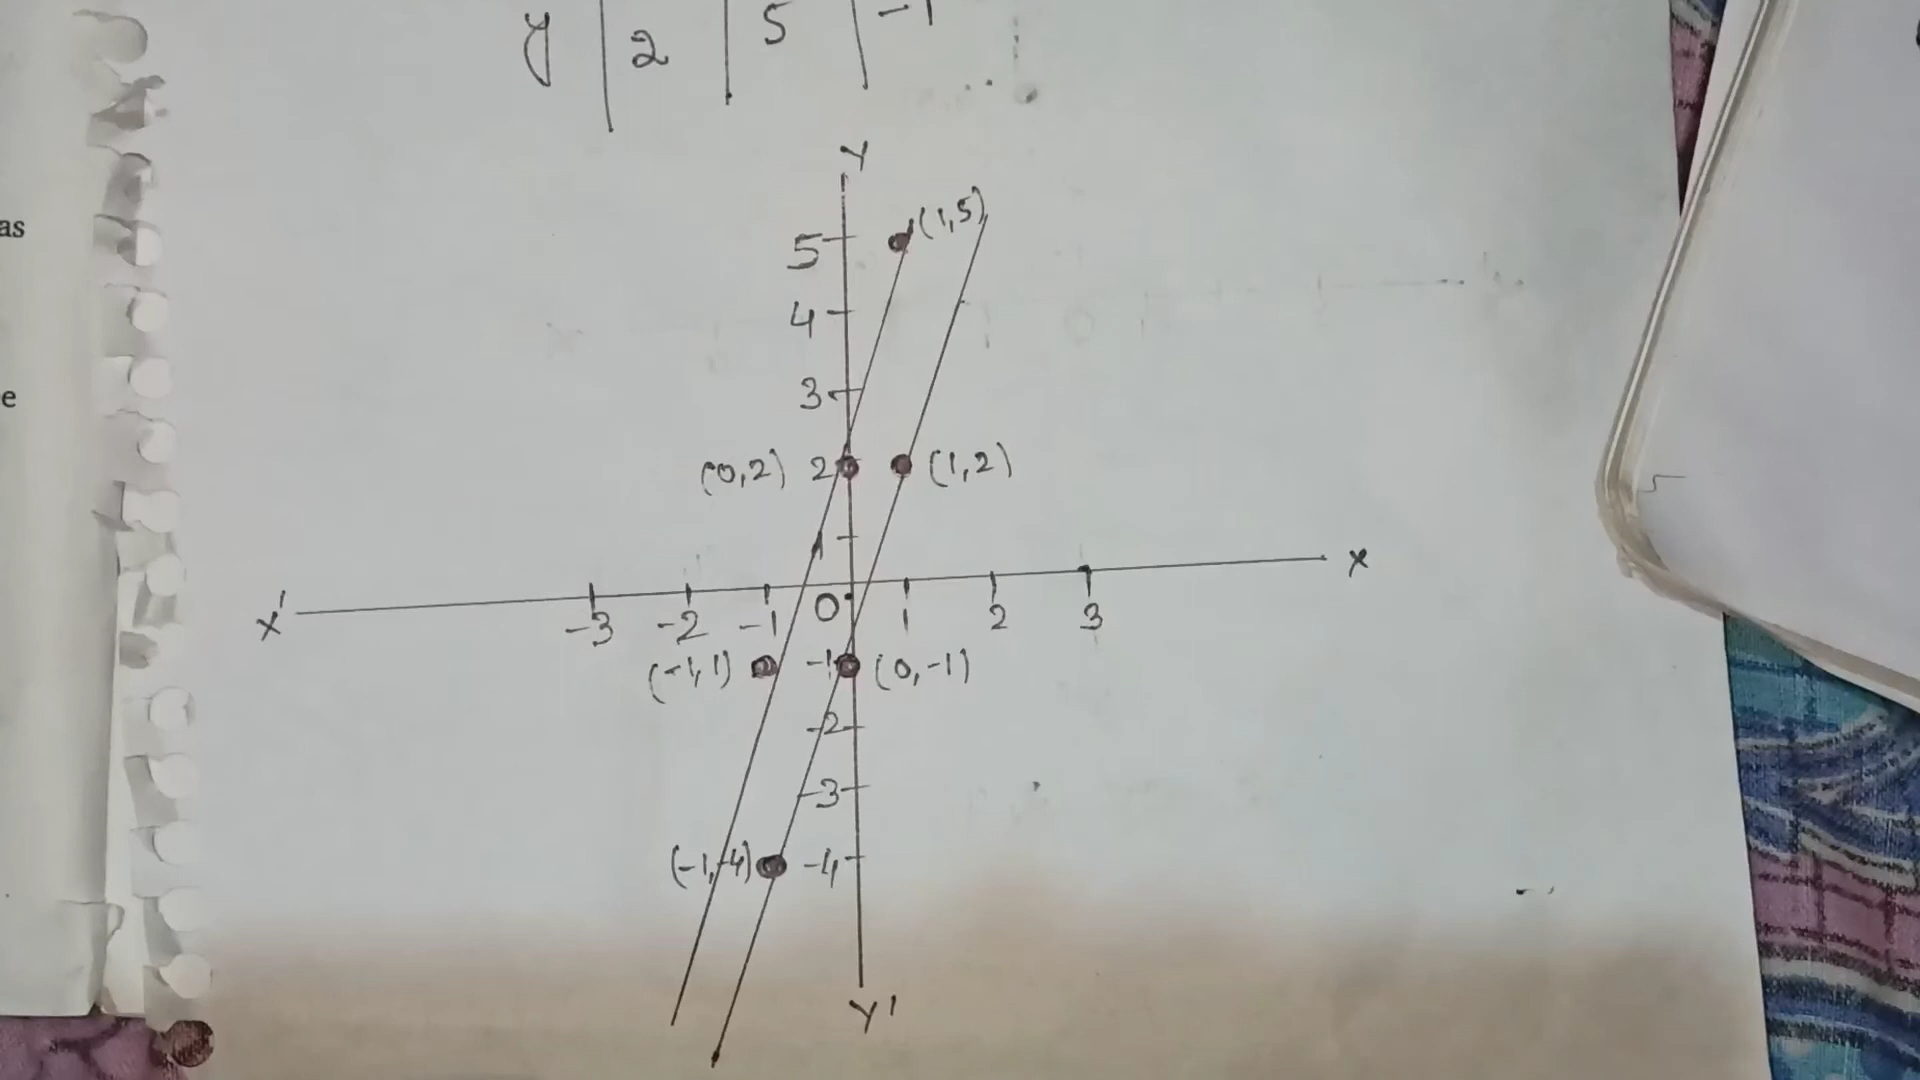 y 2 5 -1
Y
(1,5)
5
4
3
(0,2) 2 (1,2)
1
X' -3 -2 -1 0 1 2 3 X
(-1,1) -1 (0,-1)
-2
-3
(-1,-4) -4
Y'
as
e